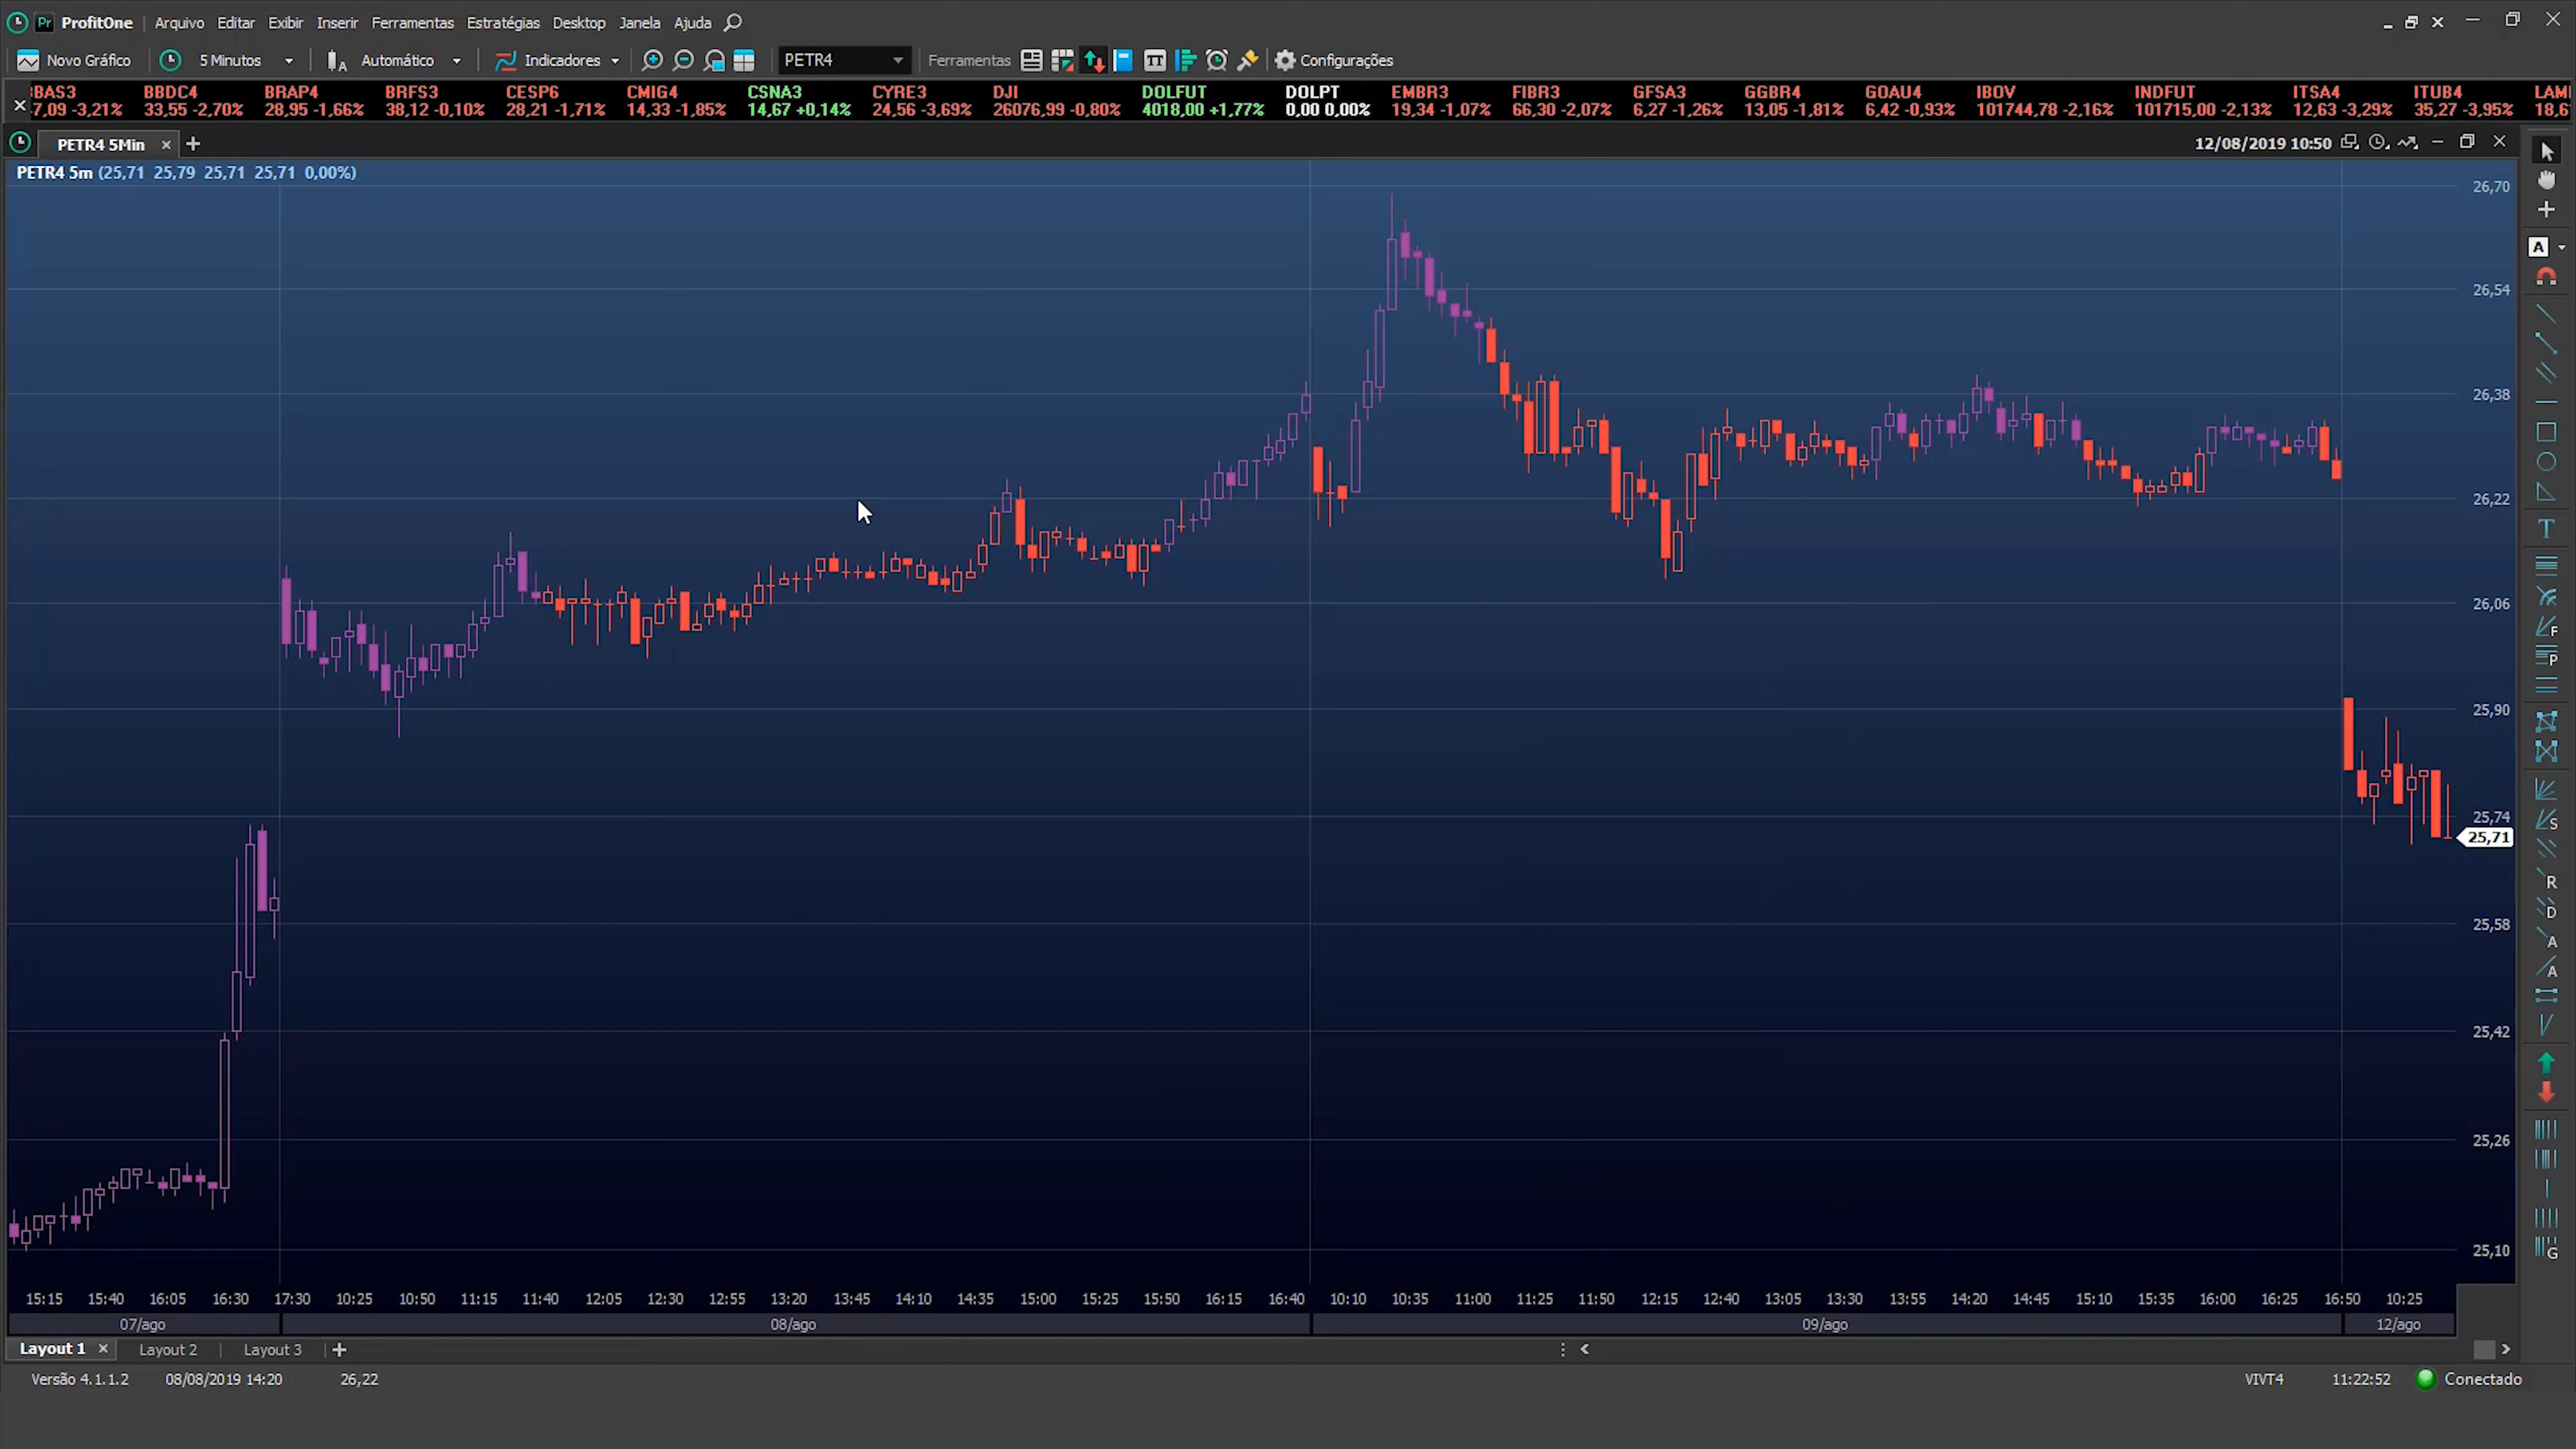 Pr ProfitOne Arquivo Editar Exibir Inserir Ferramentas Estratégias Desktop Janela Ajuda
Novo Gráfico 5 Minutos Automático Indicadores PETR4 Ferramentas Configurações
BBDC4 BRAP4 BRFS3 CESP6 CMIG4 CSNA3 CYRE3 DJI DOLFUT DOLPT EMBR3 FIBR3 GFSA3 GGBR4 GOAU4 IBOV INDFUT ITSA4 ITUB4
7,09 -3,21% 33,55 -2,70% 28,95 -1,66% 38,12 -0,10% 28,21 -1,71% 14,33 -1,85% 14,67 +0,14% 24,56 -3,69% 26076,99 -0,80% 4018,00 +1,77% 0,00 0,00% 19,34 -1,07% 66,30 -2,07% 6,27 -1,26% 13,05 -1,81% 6,42 -0,93% 101744,78 -2,16% 101715,00 -2,13% 12,63 -3,29% 35,27 -3,95% 18,6
PETR4 5Min 12/08/2019 10:50
PETR4 5m (25,71 25,79 25,71 25,71 0,00%)
26,70
26,54
26,38
26,22
26,06
25,90
25,74
25,71
25,58
25,42
25,26
25,10
A
T
F
P
S
R
D
A
A
G
15:15 15:40 16:05 16:30 17:30 10:25 10:50 11:15 11:40 12:05 12:30 12:55 13:20 13:45 14:10 14:35 15:00 15:25 15:50 16:15 16:40 10:10 10:35 11:00 11:25 11:50 12:15 12:40 13:05 13:30 13:55 14:20 14:45 15:10 15:35 16:00 16:25 16:50 10:25
07/ago 08/ago 09/ago 12/ago
Layout 1 Layout 2 Layout 3
Versão 4.1.1.2 08/08/2019 14:20 26,22 VIVT4 11:22:52 Conectado